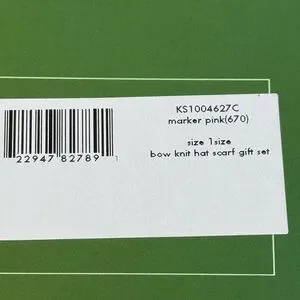 KS1004627C
marker pink(670)
size 1size
bow knit hat scarf gift set
22947 82789 1